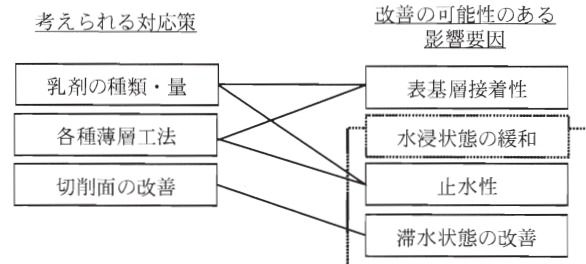 考えられる対応策
改善の可能性のある
影響要因
乳剤の種類・量
各種薄層工法
切削面の改善
表基層接着性
水浸状態の緩和
止水性
滞水状態の改善